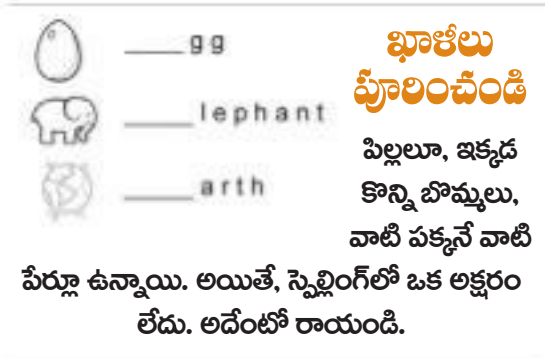 ____gg
____lephant
____arth
ఖాళీలు
పూరించండి
పిల్లలూ, ఇక్కడ
కొన్ని బొమ్మలు,
వాటి పక్కనే వాటి
పేర్లూ ఉన్నాయి. అయితే, స్పెల్లింగ్‌లో ఒక అక్షరం
లేదు. అదేంటో రాయండి.